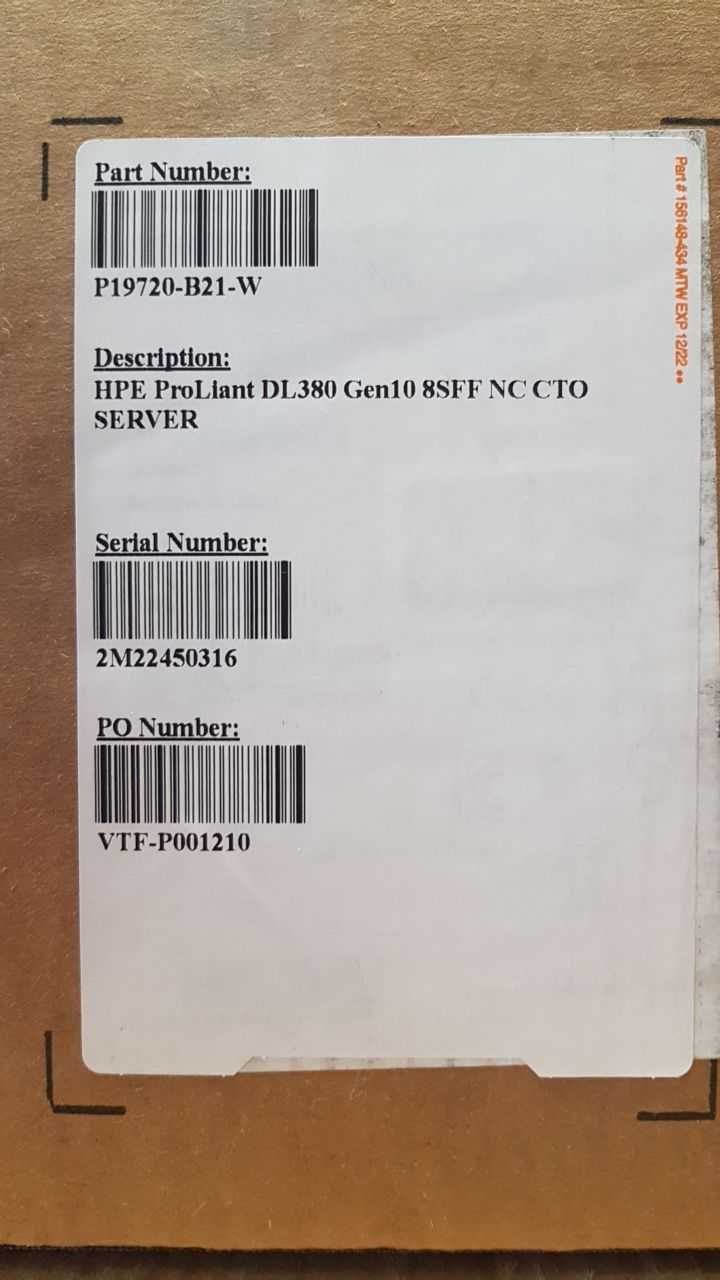 Part Number:
P19720-B21-W
Description:
HPE ProLiant DL380 Gen10 8SFF NC CTO
SERVER
Serial Number:
2M22450316
PO Number:
VTF-P001210
Part # 156148-434 MTW EXP 12/22 **